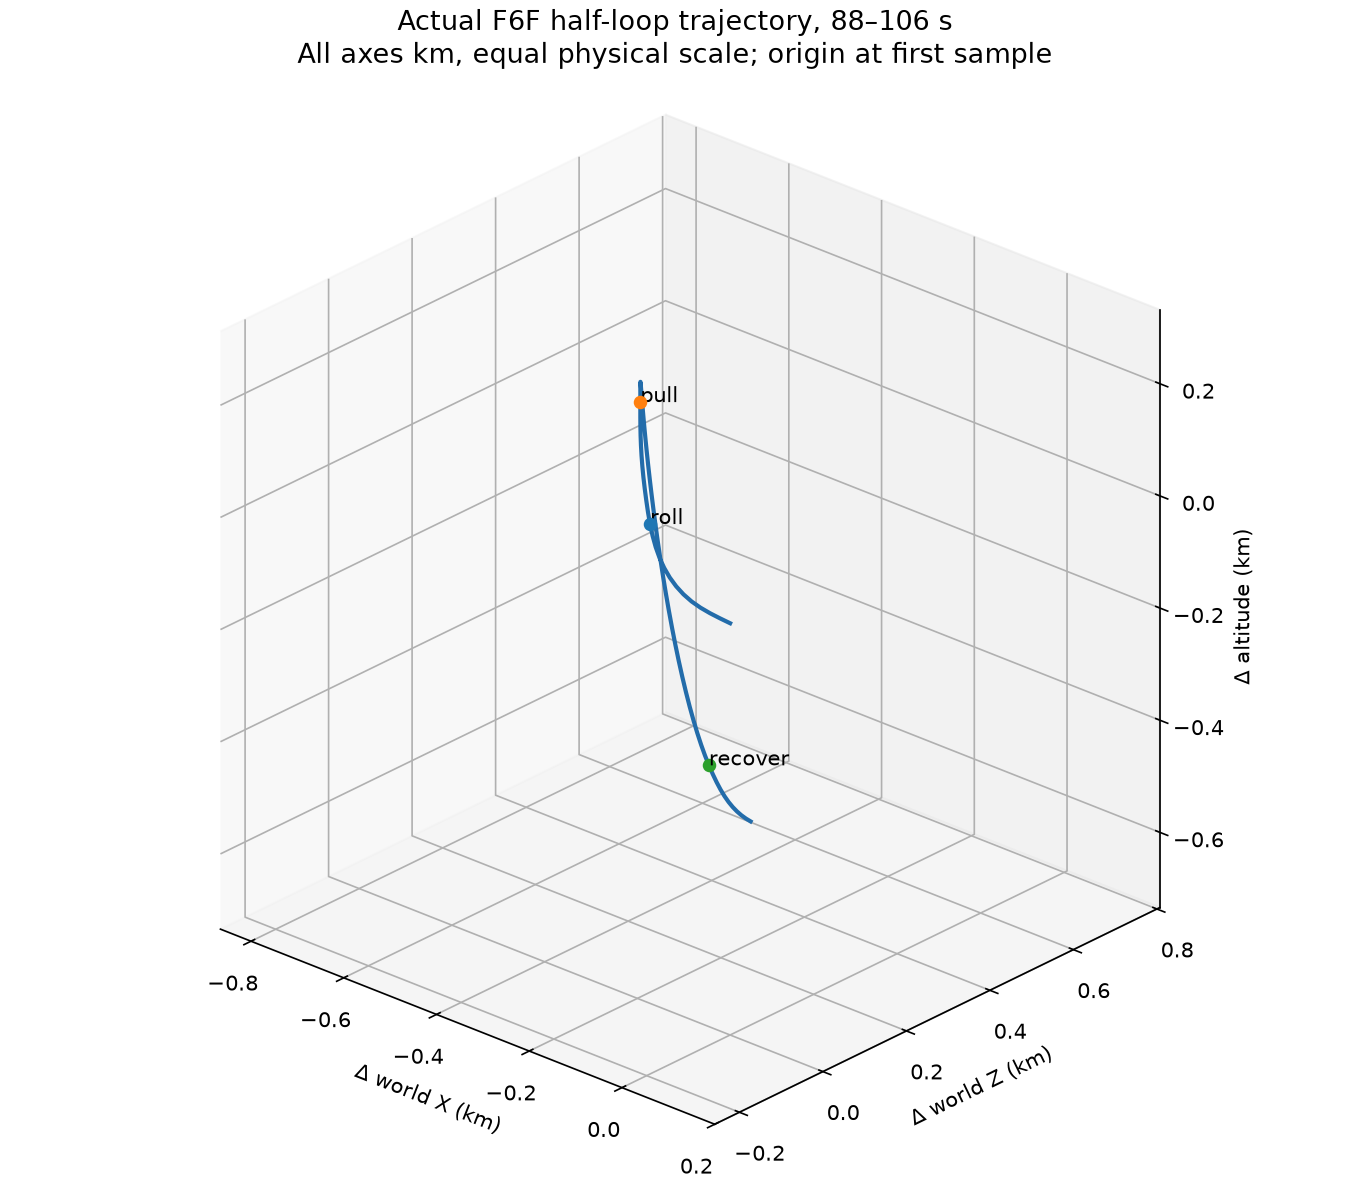 Actual F6F half-loop trajectory, 88–106 s
All axes km, equal physical scale; origin at first sample
pull
roll
recover
0.2
0.0
−0.2
−0.4
−0.6
Δ altitude (km)
−0.8
−0.6
−0.4
−0.2
0.0
0.2
Δ world X (km)
−0.2
0.0
0.2
0.4
0.6
0.8
Δ world Z (km)